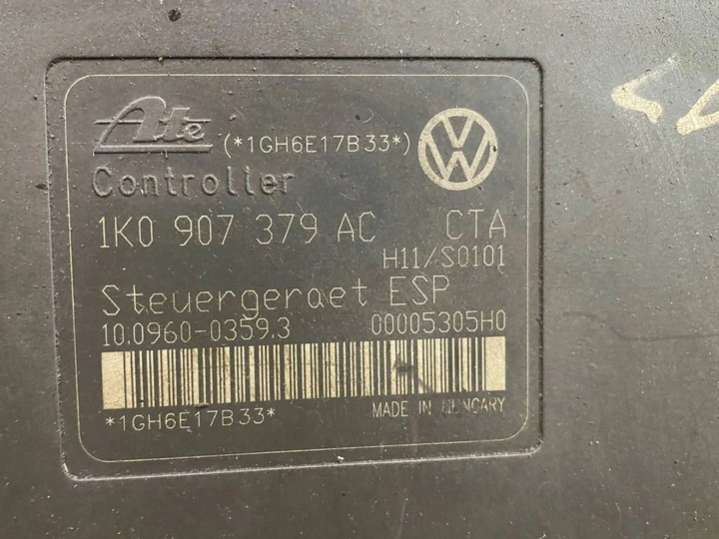 Ate (*1GH6E17B33*)
Controller
1K0 907 379 AC CTA
H11/S0101
Steuergeraet ESP
10.0960-0359.3 00005305H0
*1GH6E17B33* MADE IN HUNGARY